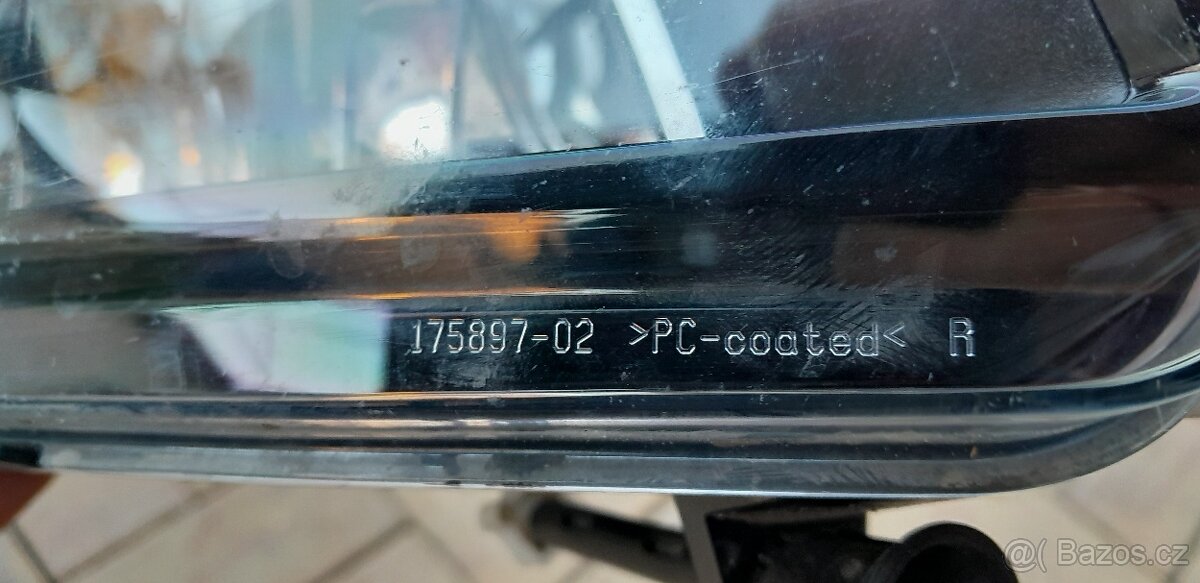 175897-02 >PC-coated< R
@( Bazos.cz